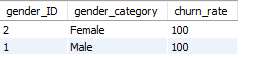 gender_ID gender_category churn_rate
2 Female 100
1 Male 100